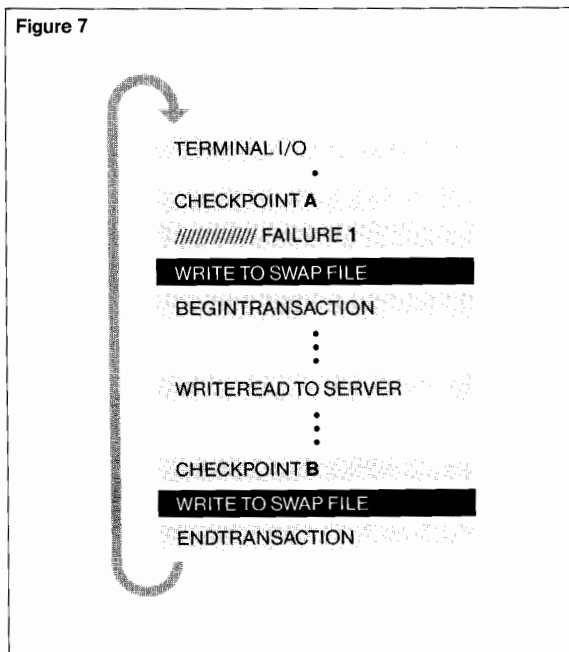 Figure 7
TERMINAL I/O
CHECKPOINT A
FAILURE 1
WRITE TO SWAP FILE
BEGINTRANSACTION
WRITEREAD TO SERVER
CHECKPOINT B
WRITE TO SWAP FILE
ENDTRANSACTION